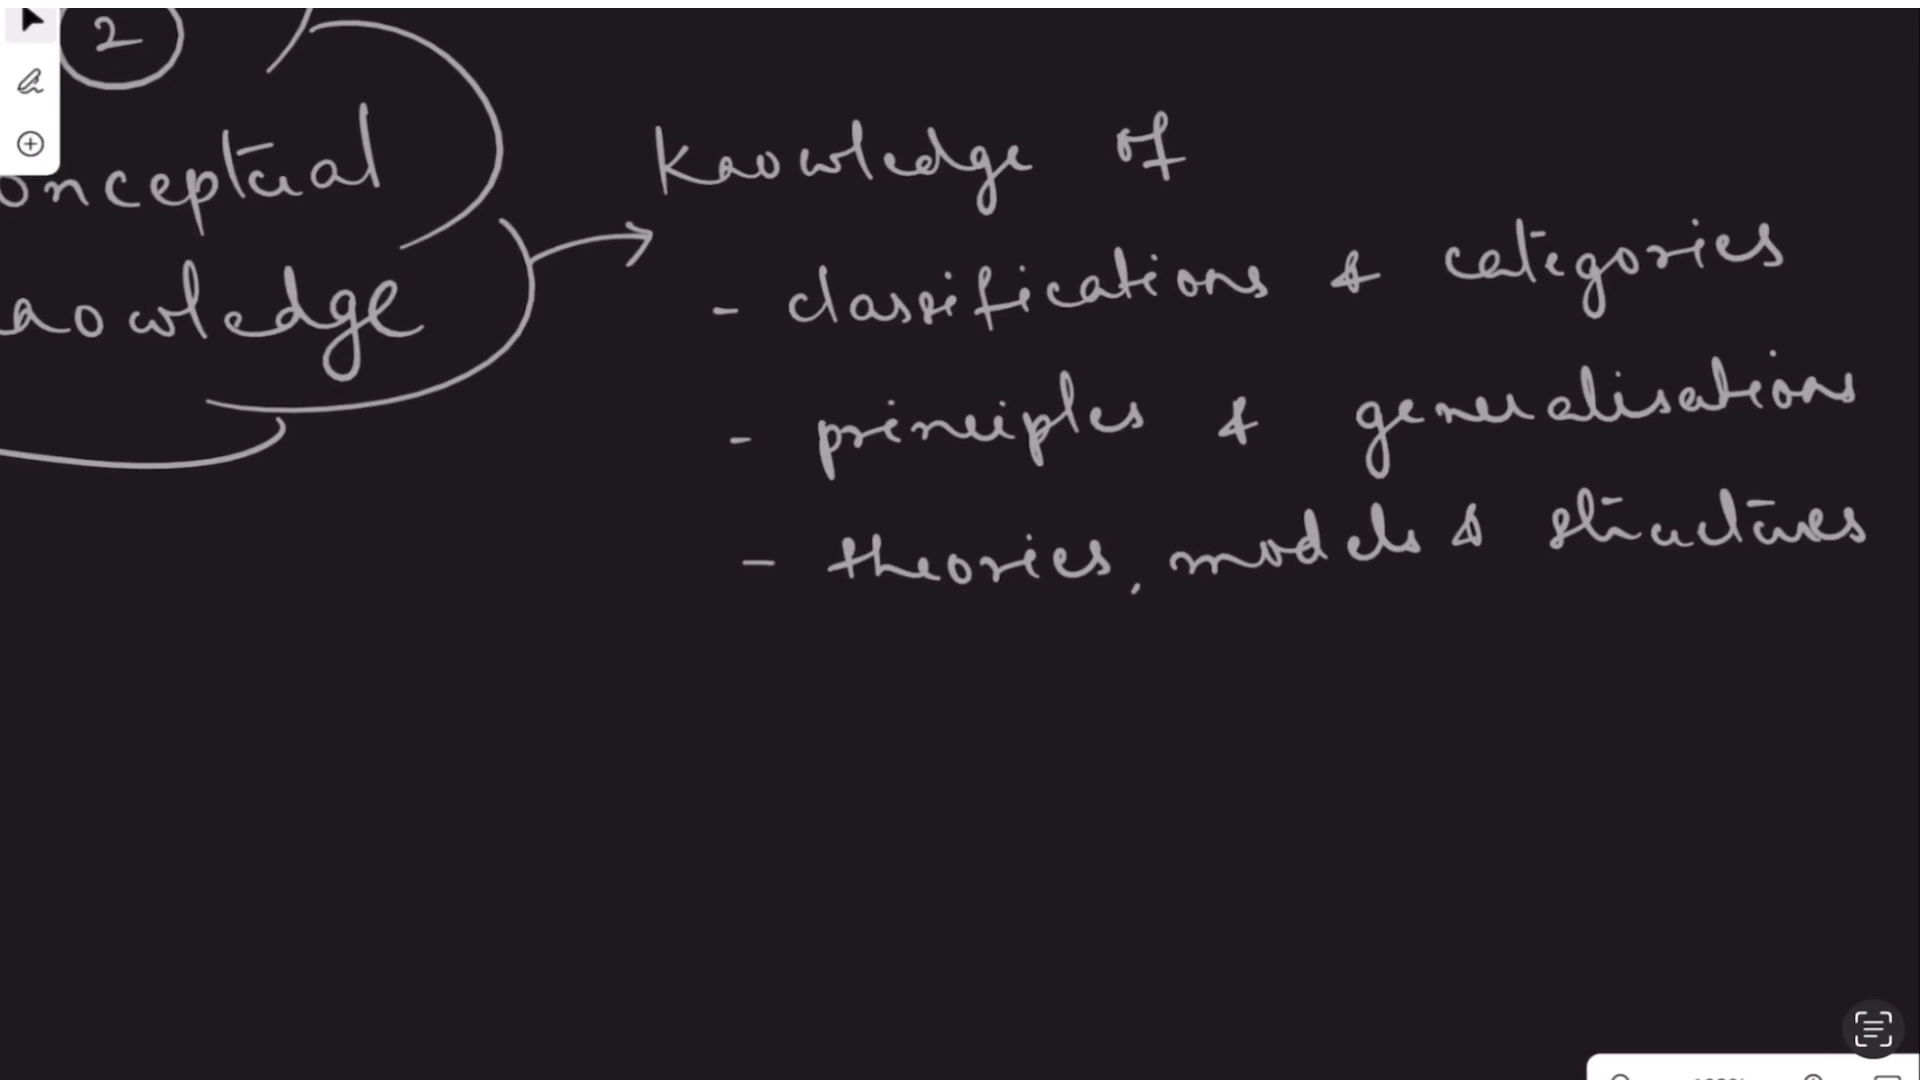 2
onceptual
nowledge
Knowledge of
- classifications & categories
- principles & generalisations
- theories, models & structures